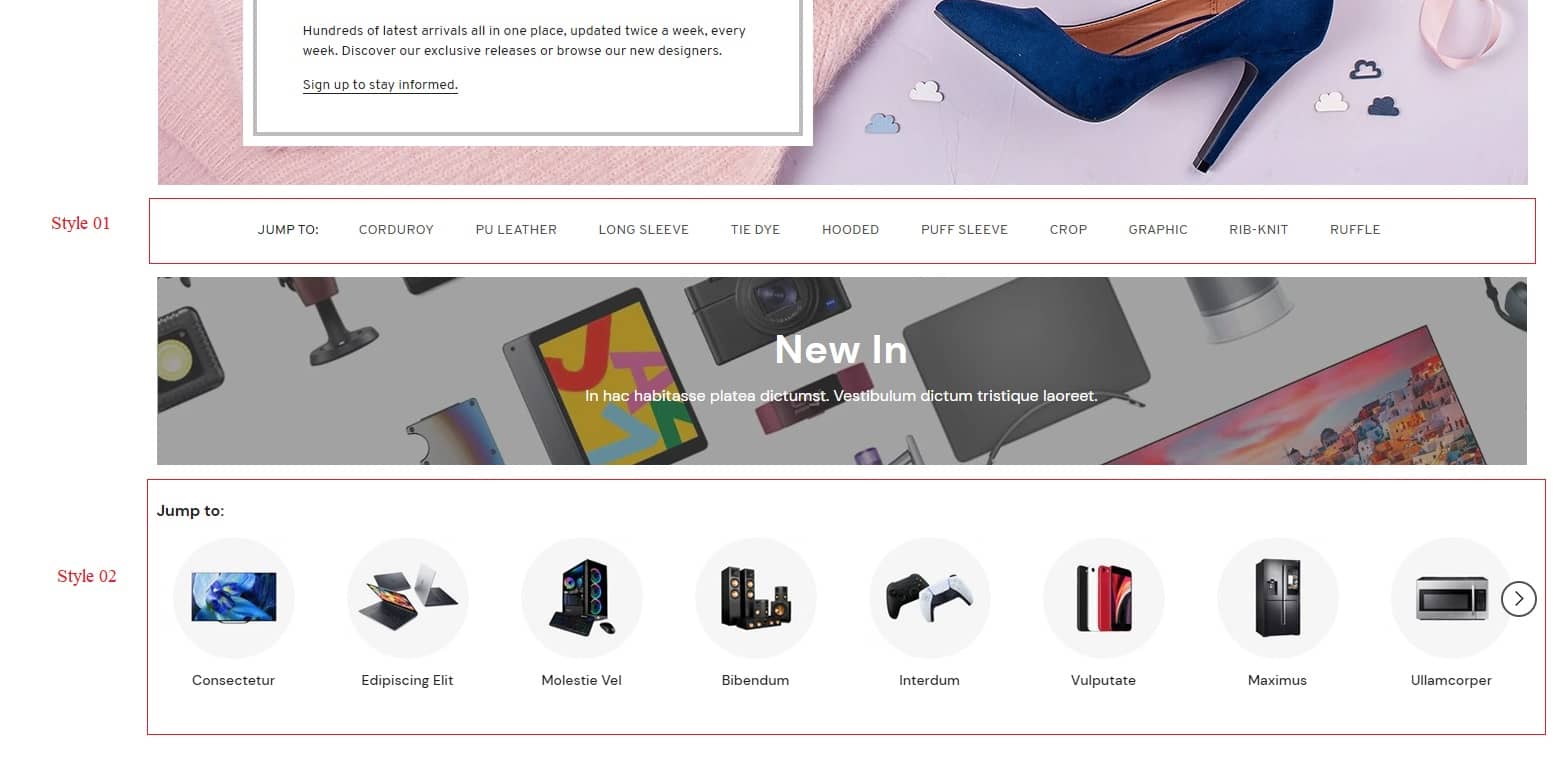 Hundreds of latest arrivals all in one place, updated twice a week, every
week. Discover our exclusive releases or browse our new designers.
Sign up to stay informed.
Style 01
JUMP TO: CORDUROY PU LEATHER LONG SLEEVE TIE DYE HOODED PUFF SLEEVE CROP GRAPHIC RIB-KNIT RUFFLE
New In
In hac habitasse platea dictumst. Vestibulum dictum tristique laoreet.
Jump to:
Style 02
Consectetur Edipiscing Elit Molestie Vel Bibendum Interdum Vulputate Maximus Ullamcorper